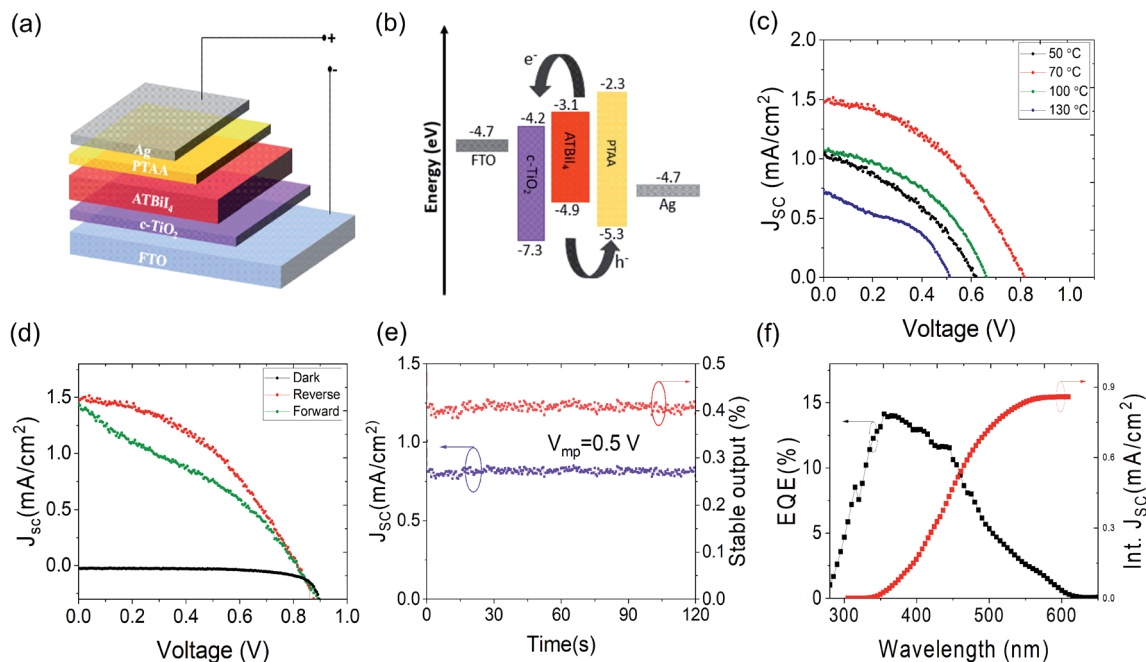 (a)
+
-
Ag
PTAA
ATBiI4
c-TiO2
FTO
(b)
Energy (eV)
e-
-2.3
-3.1
-4.2
-4.7
FTO
c-TiO2
ATBiI4
PTAA
-4.7
Ag
-4.9
-5.3
-7.3
h-
(c)
2.0
1.5
1.0
0.5
0.0
JSC (mA/cm2)
50 °C
70 °C
100 °C
130 °C
0.0 0.2 0.4 0.6 0.8 1.0
Voltage (V)
(d)
1.5
1.0
0.5
0.0
Jsc(mA/cm2)
Dark
Reverse
Forward
0.0 0.2 0.4 0.6 0.8 1.0
Voltage (V)
(e)
1.5
1.0
0.5
0.0
JSC(mA/cm2)
Vmp=0.5 V
0.5
0.4
0.3
0.2
0.1
0.0
Stable output (%)
0 20 40 60 80 100 120
Time(s)
(f)
15
10
5
0
EQE(%)
0.9
0.6
0.3
0.0
Int. JSC(mA/cm2)
300 400 500 600
Wavelength (nm)